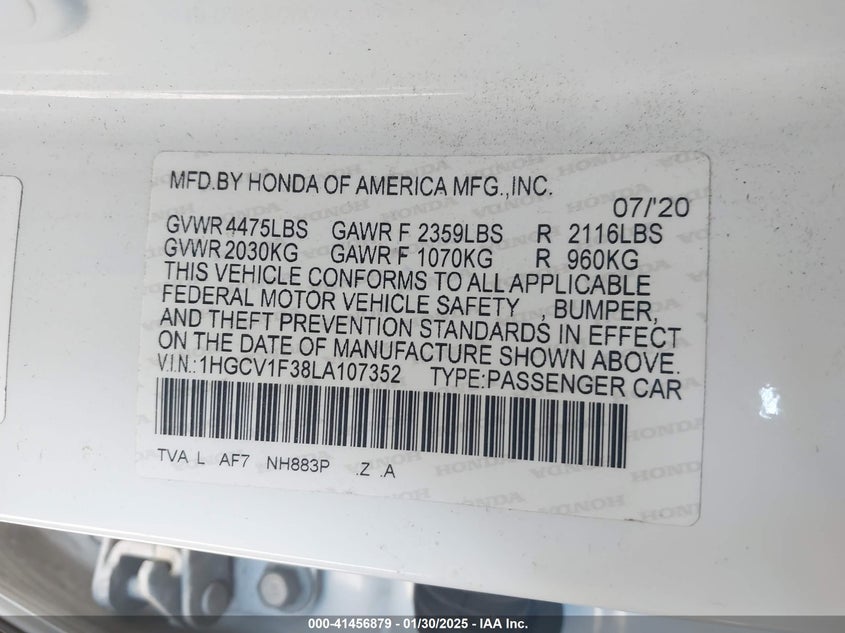 MFD.BY HONDA OF AMERICA MFG.,INC.
07/'20
GVWR 4475LBS GAWR F 2359LBS R 2116LBS
GVWR 2030KG GAWR F 1070KG R 960KG
THIS VEHICLE CONFORMS TO ALL APPLICABLE
FEDERAL MOTOR VEHICLE SAFETY , BUMPER,
AND THEFT PREVENTION STANDARDS IN EFFECT
ON THE DATE OF MANUFACTURE SHOWN ABOVE.
V.I.N.:1HGCV1F38LA107352 TYPE:PASSENGER CAR
TVA L AF7 NH883P .Z .A
000-41456879 - 01/30/2025 - IAA Inc.